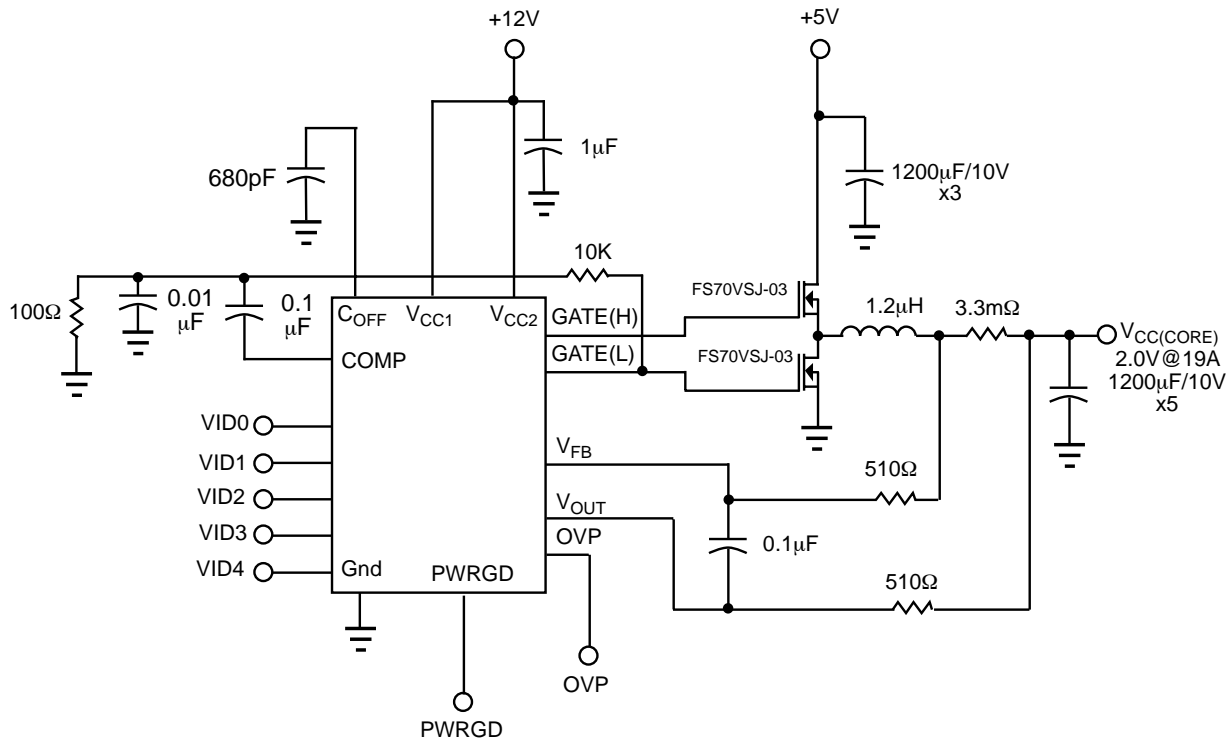 +12V
+5V
1μF
680pF
1200μF/10V
x3
10K
100Ω
0.01
μF
0.1
μF
COFF
VCC1
VCC2
GATE(H)
FS70VSJ-03
1.2μH
3.3mΩ
COMP
GATE(L)
FS70VSJ-03
VCC(CORE)
2.0V@19A
1200μF/10V
x5
VID0
VID1
VID2
VID3
VID4
VFB
510Ω
VOUT
OVP
0.1μF
Gnd
PWRGD
510Ω
OVP
PWRGD